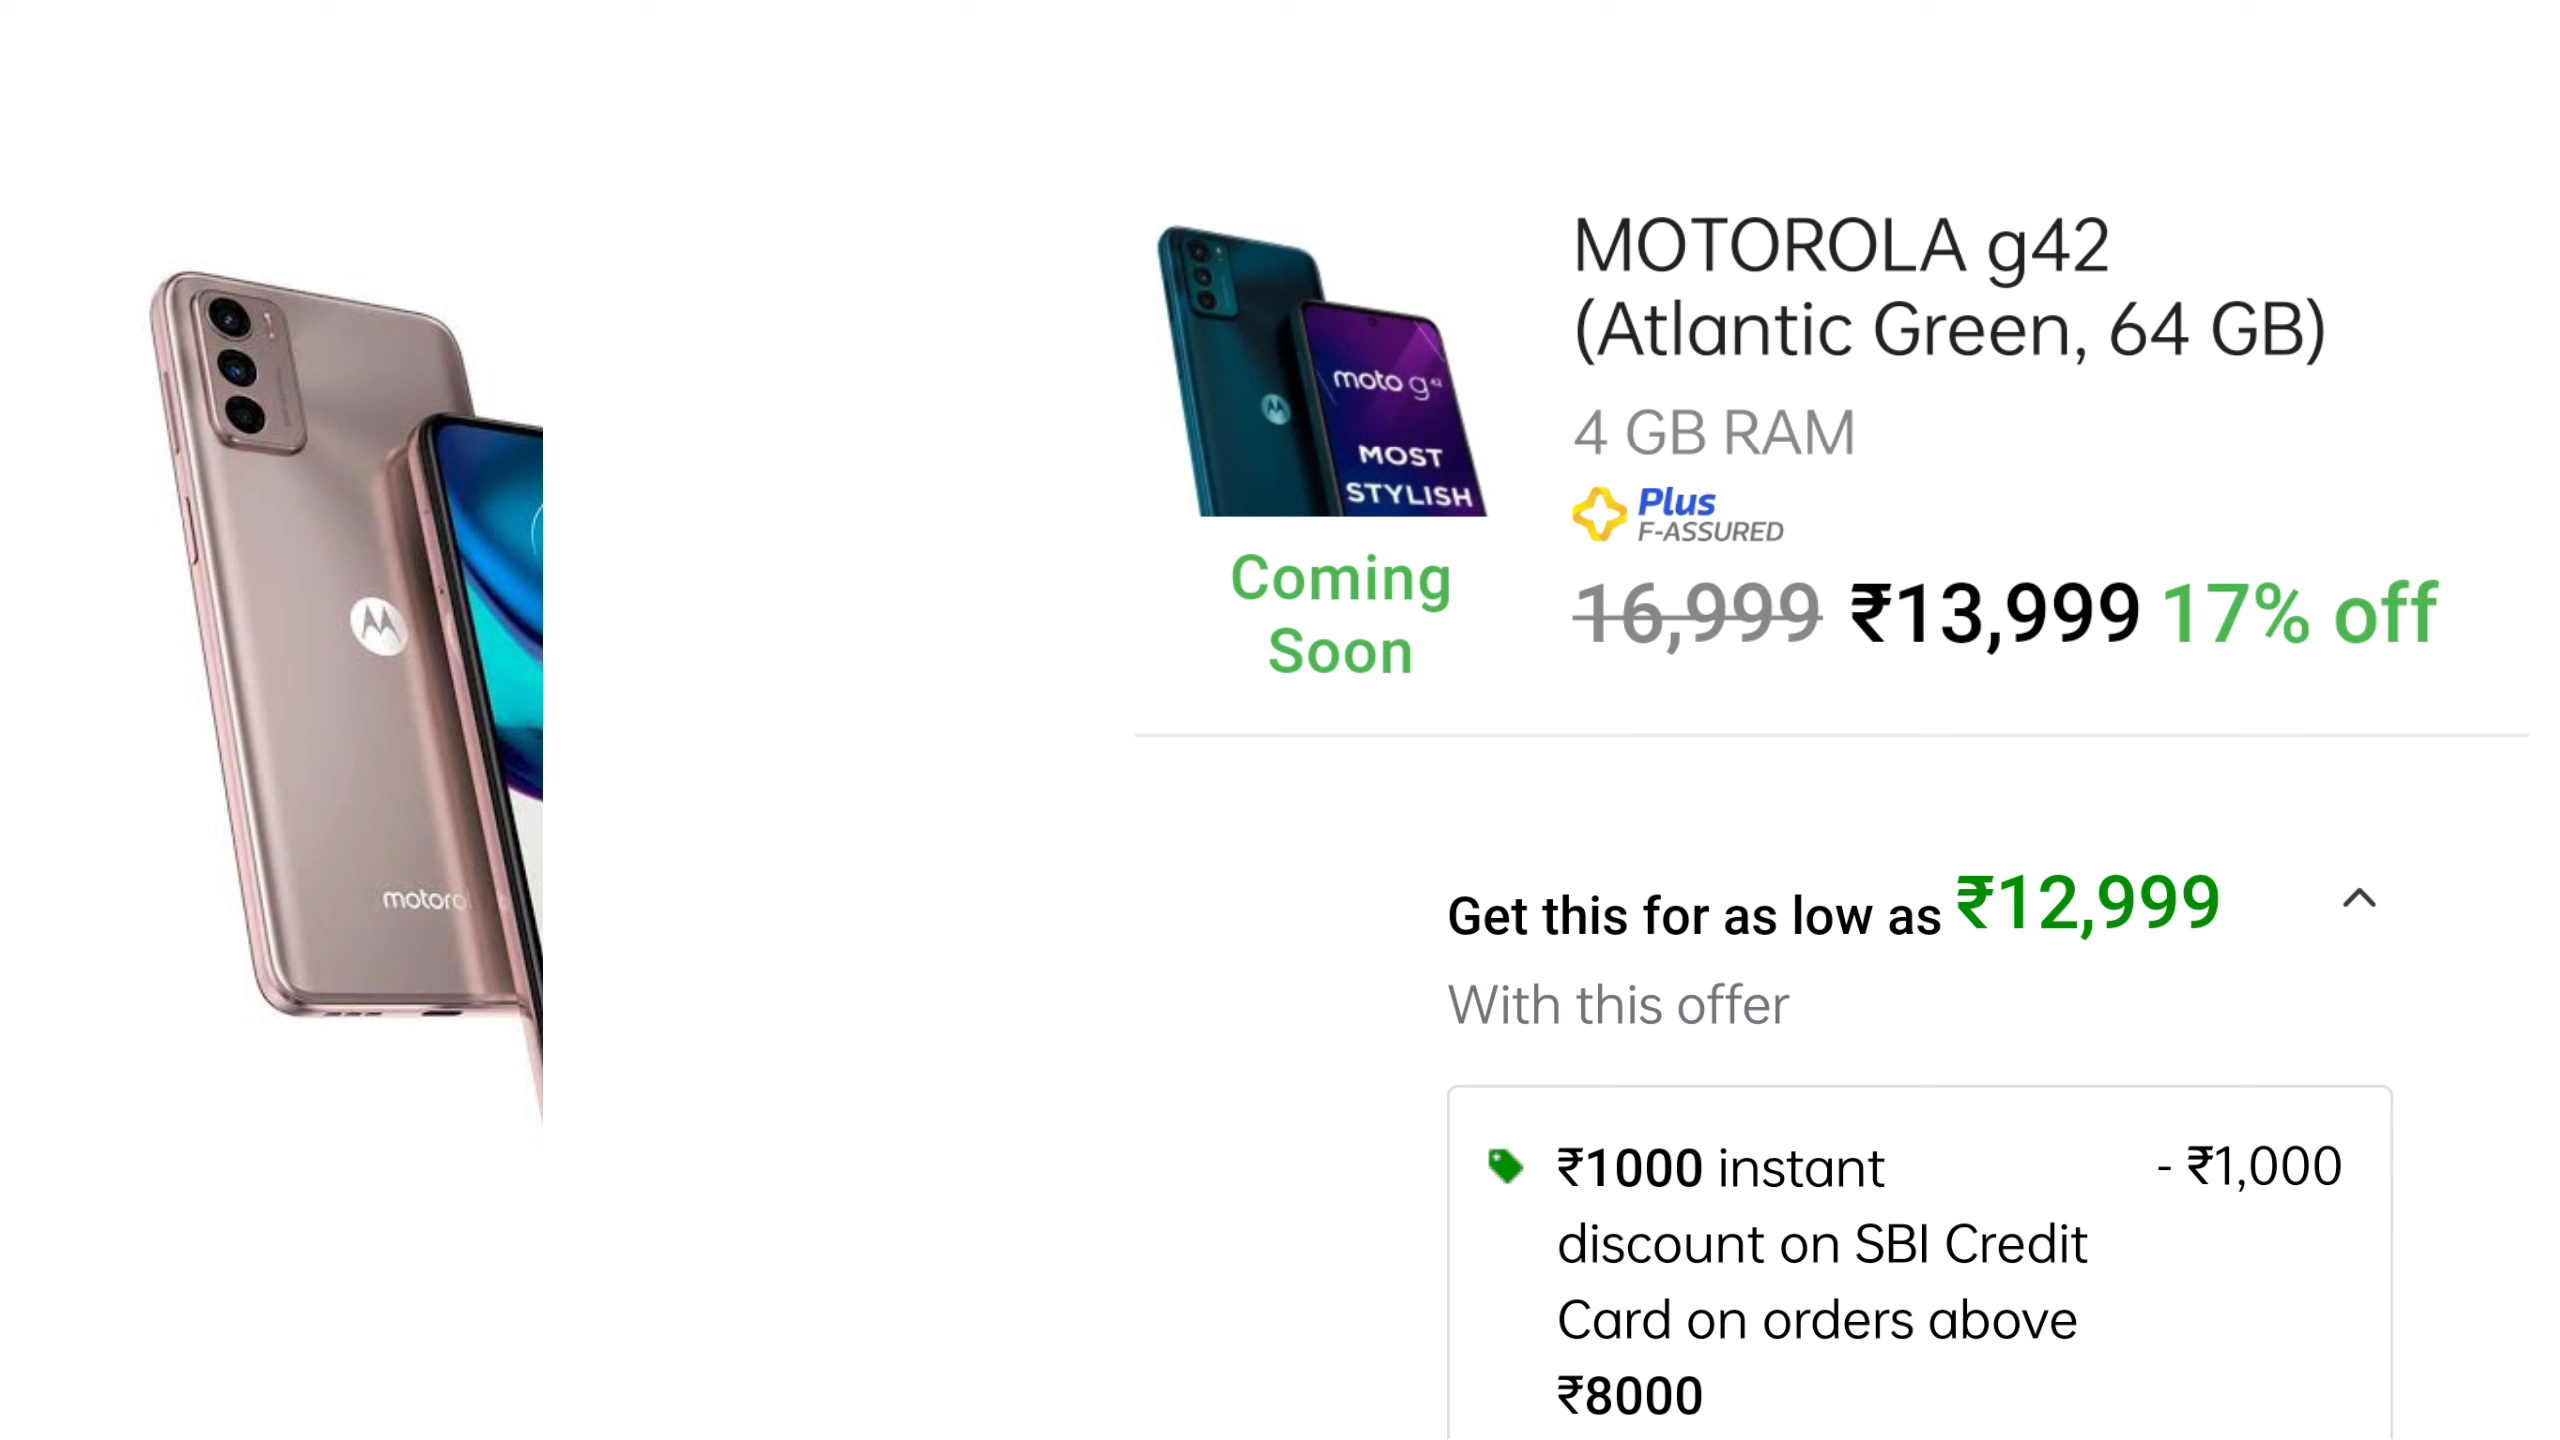 motoro
MOTOROLA g42
(Atlantic Green, 64 GB)
4 GB RAM
Plus
F-ASSURED
16,999 ₹13,999 17% off
moto g42
MOST
STYLISH
Coming
Soon
Get this for as low as ₹12,999
With this offer
₹1000 instant - ₹1,000
discount on SBI Credit
Card on orders above
₹8000